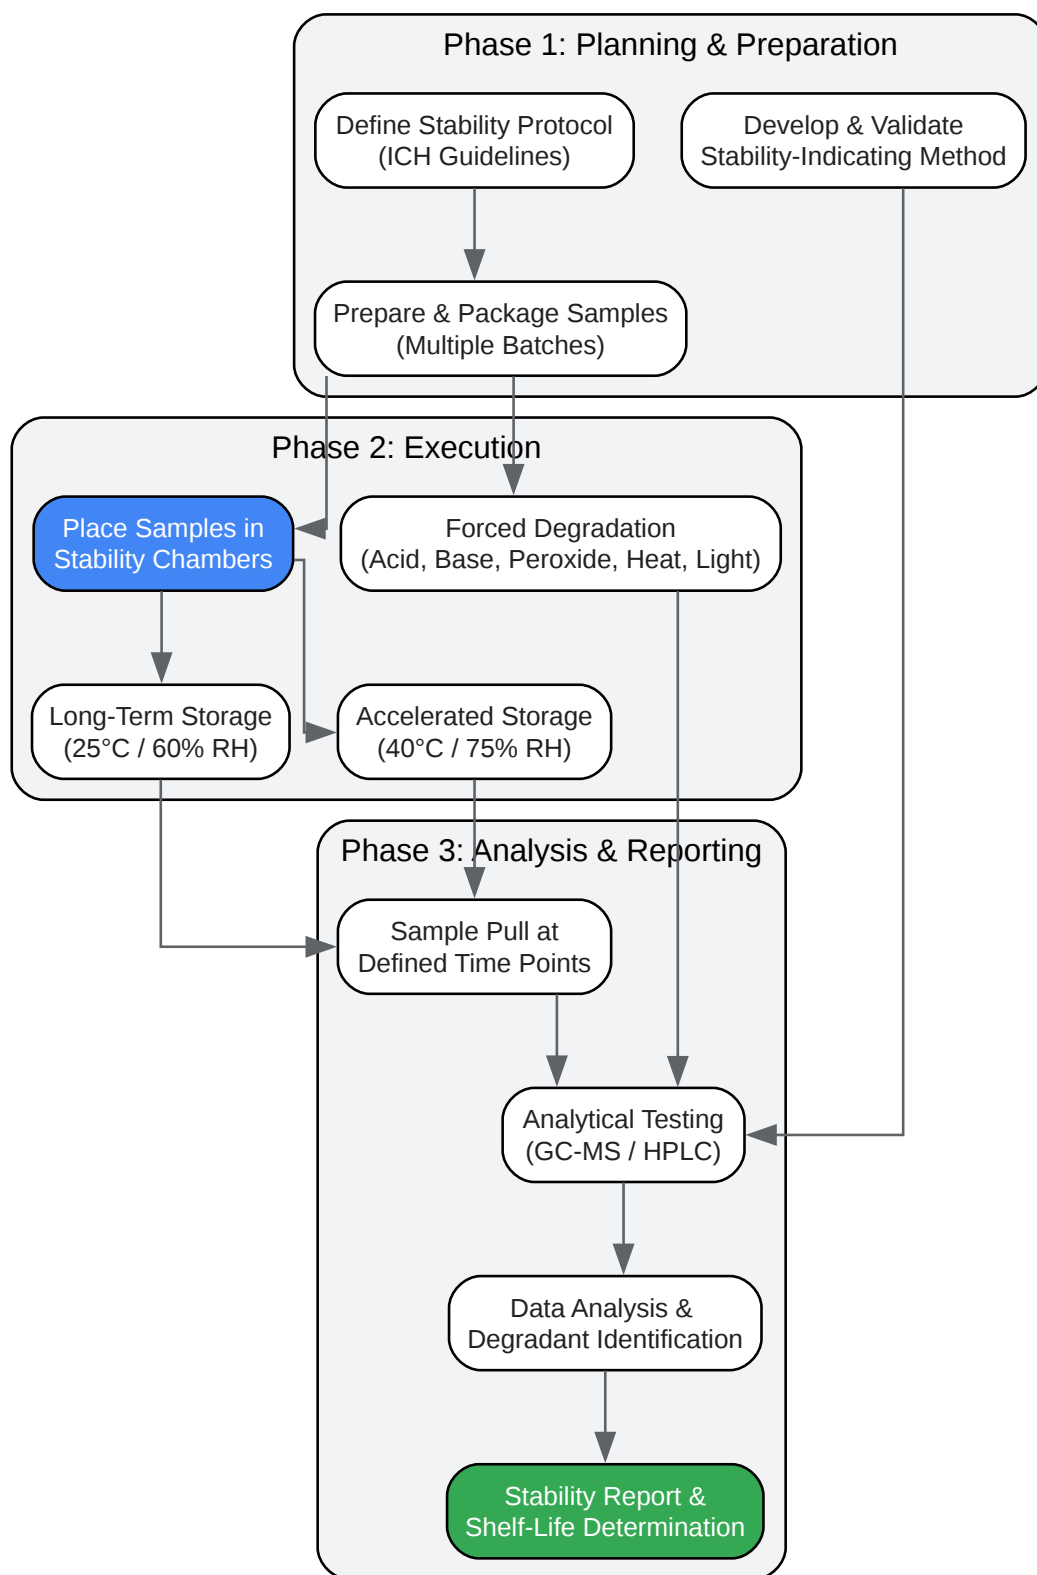 Phase 1: Planning & Preparation
Define Stability Protocol
(ICH Guidelines)
Develop & Validate
Stability-Indicating Method
Prepare & Package Samples
(Multiple Batches)
Phase 2: Execution
Place Samples in
Stability Chambers
Forced Degradation
(Acid, Base, Peroxide, Heat, Light)
Long-Term Storage
(25°C / 60% RH)
Accelerated Storage
(40°C / 75% RH)
Phase 3: Analysis & Reporting
Sample Pull at
Defined Time Points
Analytical Testing
(GC-MS / HPLC)
Data Analysis &
Degradant Identification
Stability Report &
Shelf-Life Determination